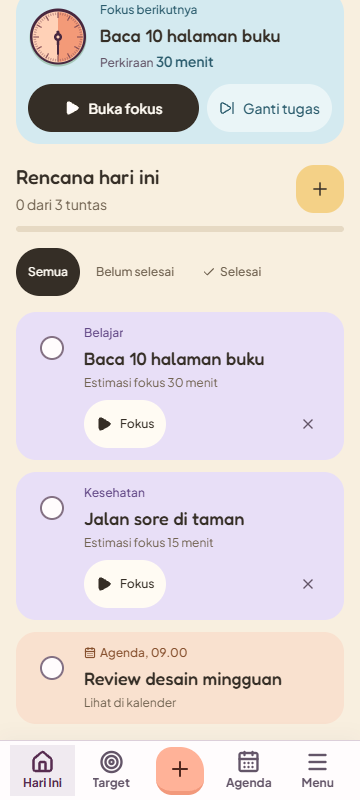 Fokus berikutnya
Baca 10 halaman buku
Perkiraan 30 menit
Buka fokus
Ganti tugas
Rencana hari ini
0 dari 3 tuntas
Semua
Belum selesai
Selesai
Belajar
Baca 10 halaman buku
Estimasi fokus 30 menit
Fokus
Kesehatan
Jalan sore di taman
Estimasi fokus 15 menit
Fokus
Agenda, 09.00
Review desain mingguan
Lihat di kalender
Hari Ini
Target
Agenda
Menu